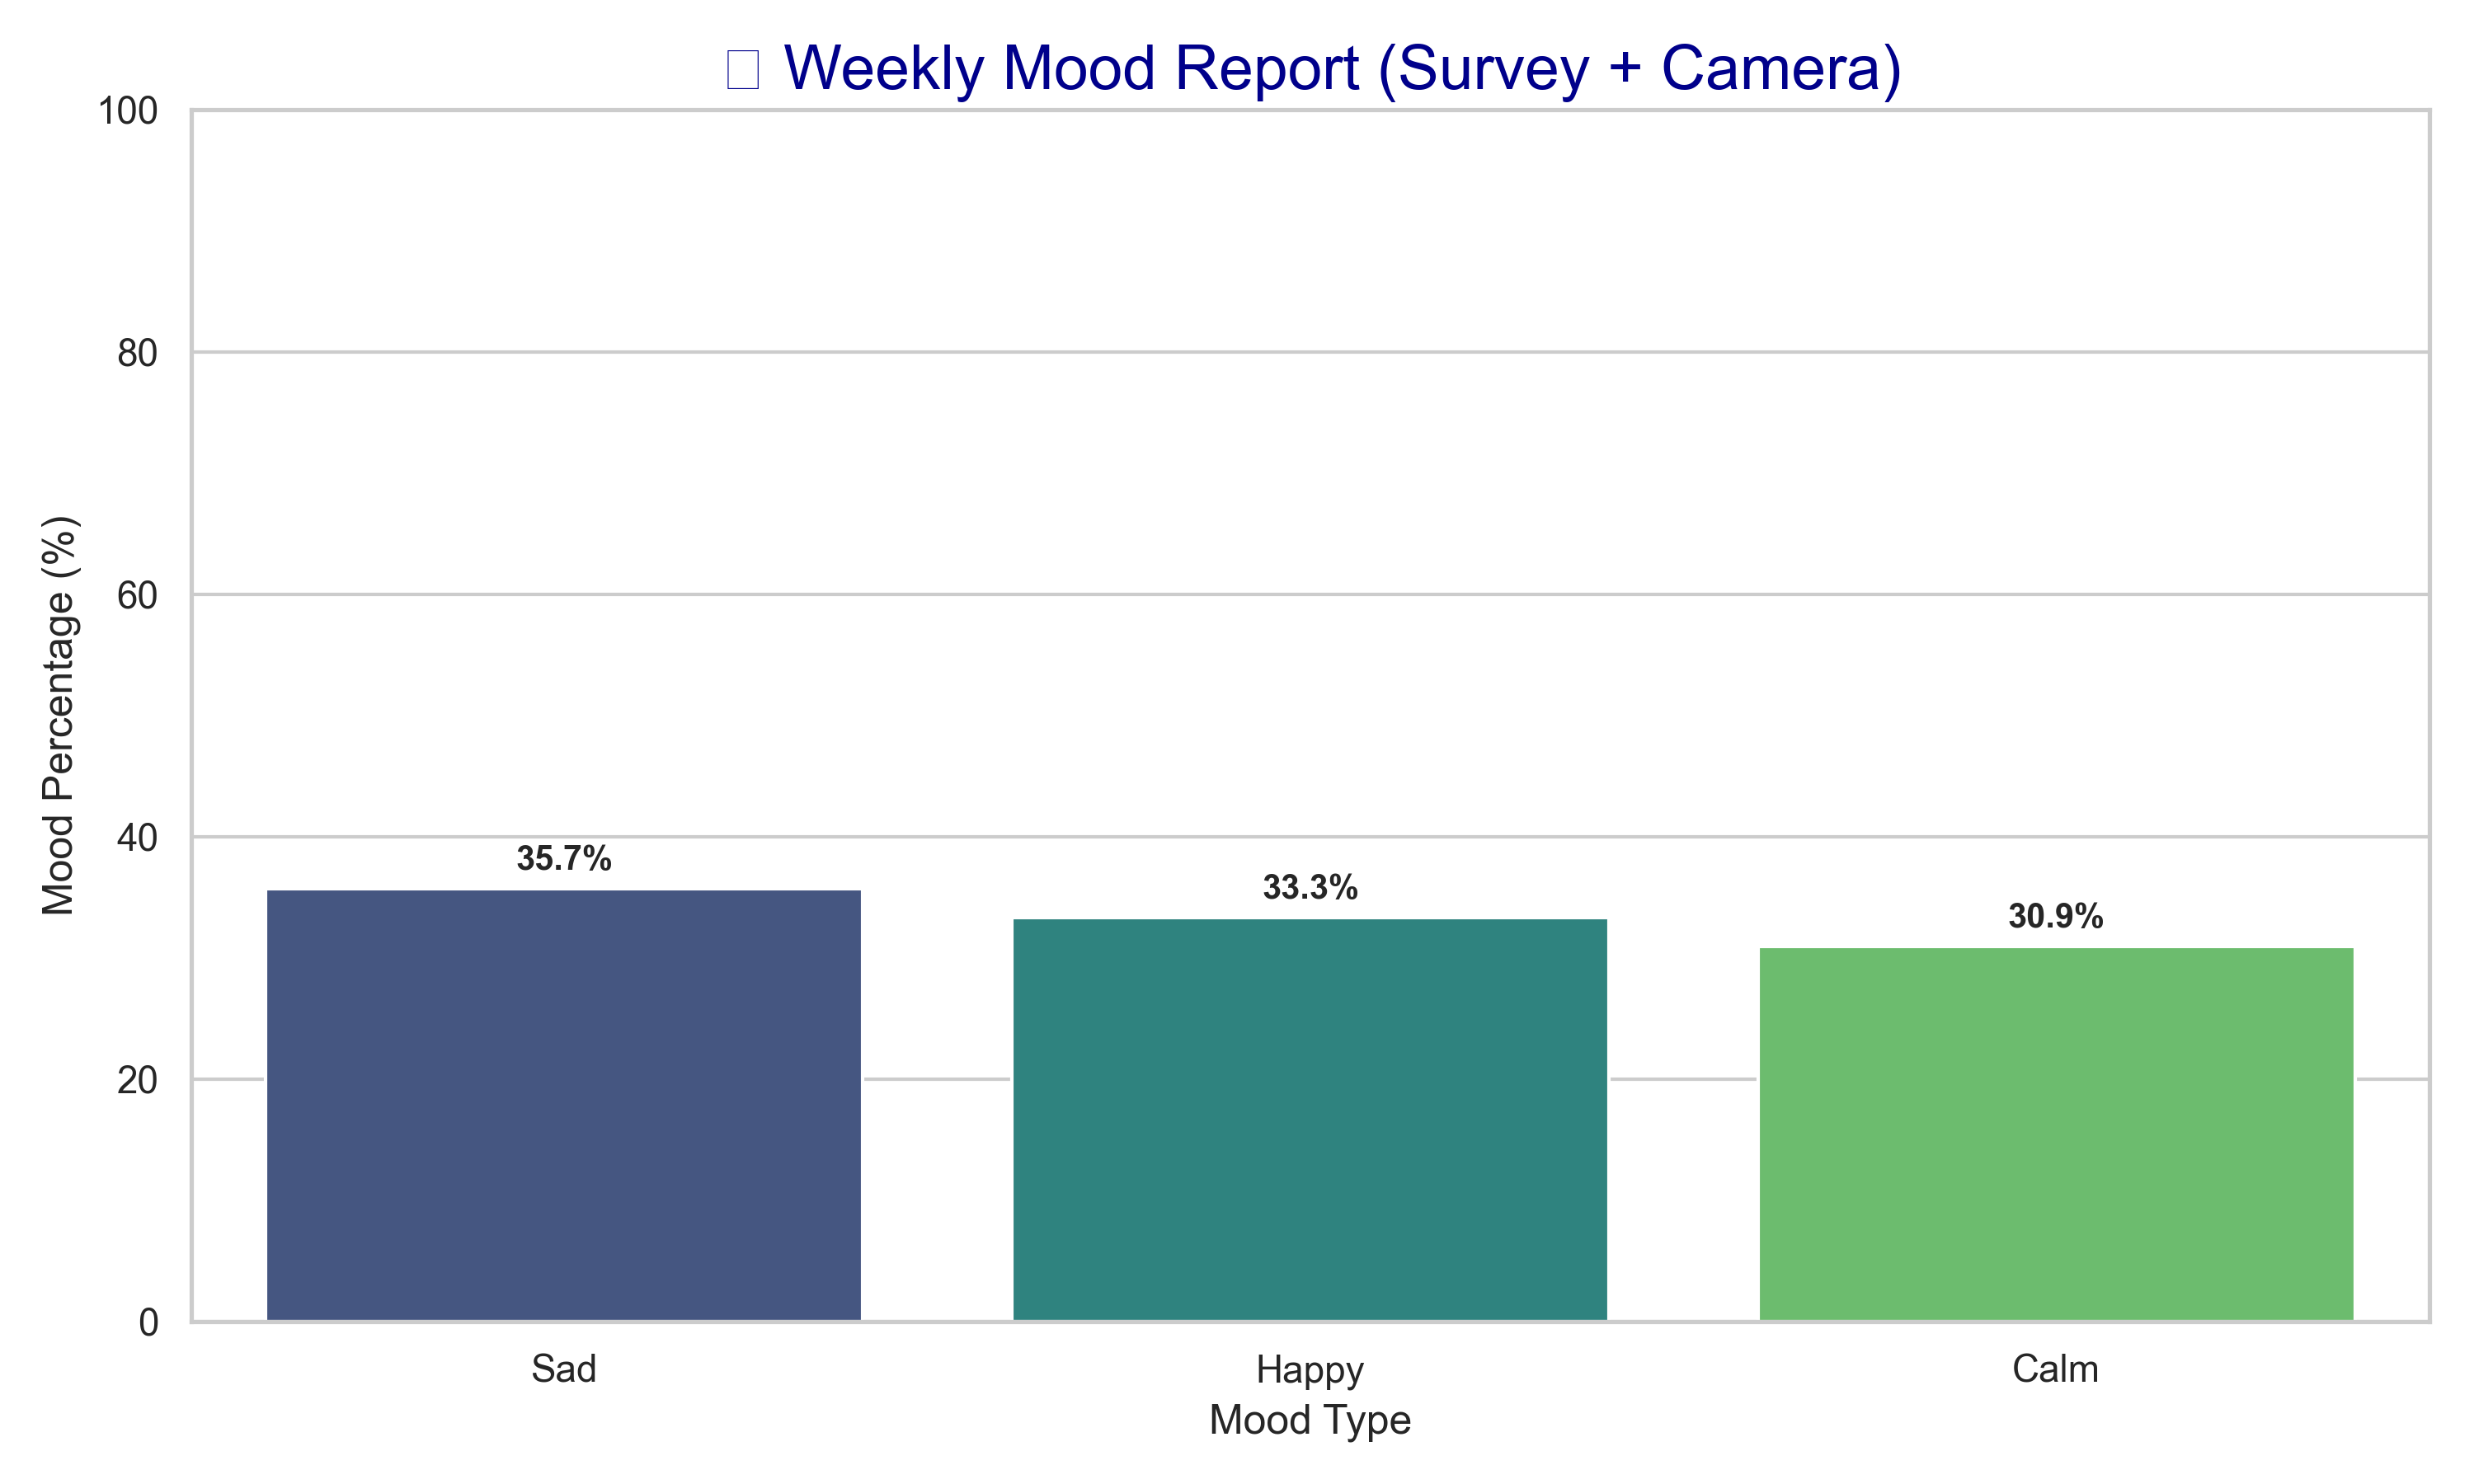 Weekly Mood Report (Survey + Camera)
100
80
60
40
20
0
Mood Percentage (%)
35.7%
33.3%
30.9%
Sad
Happy
Calm
Mood Type